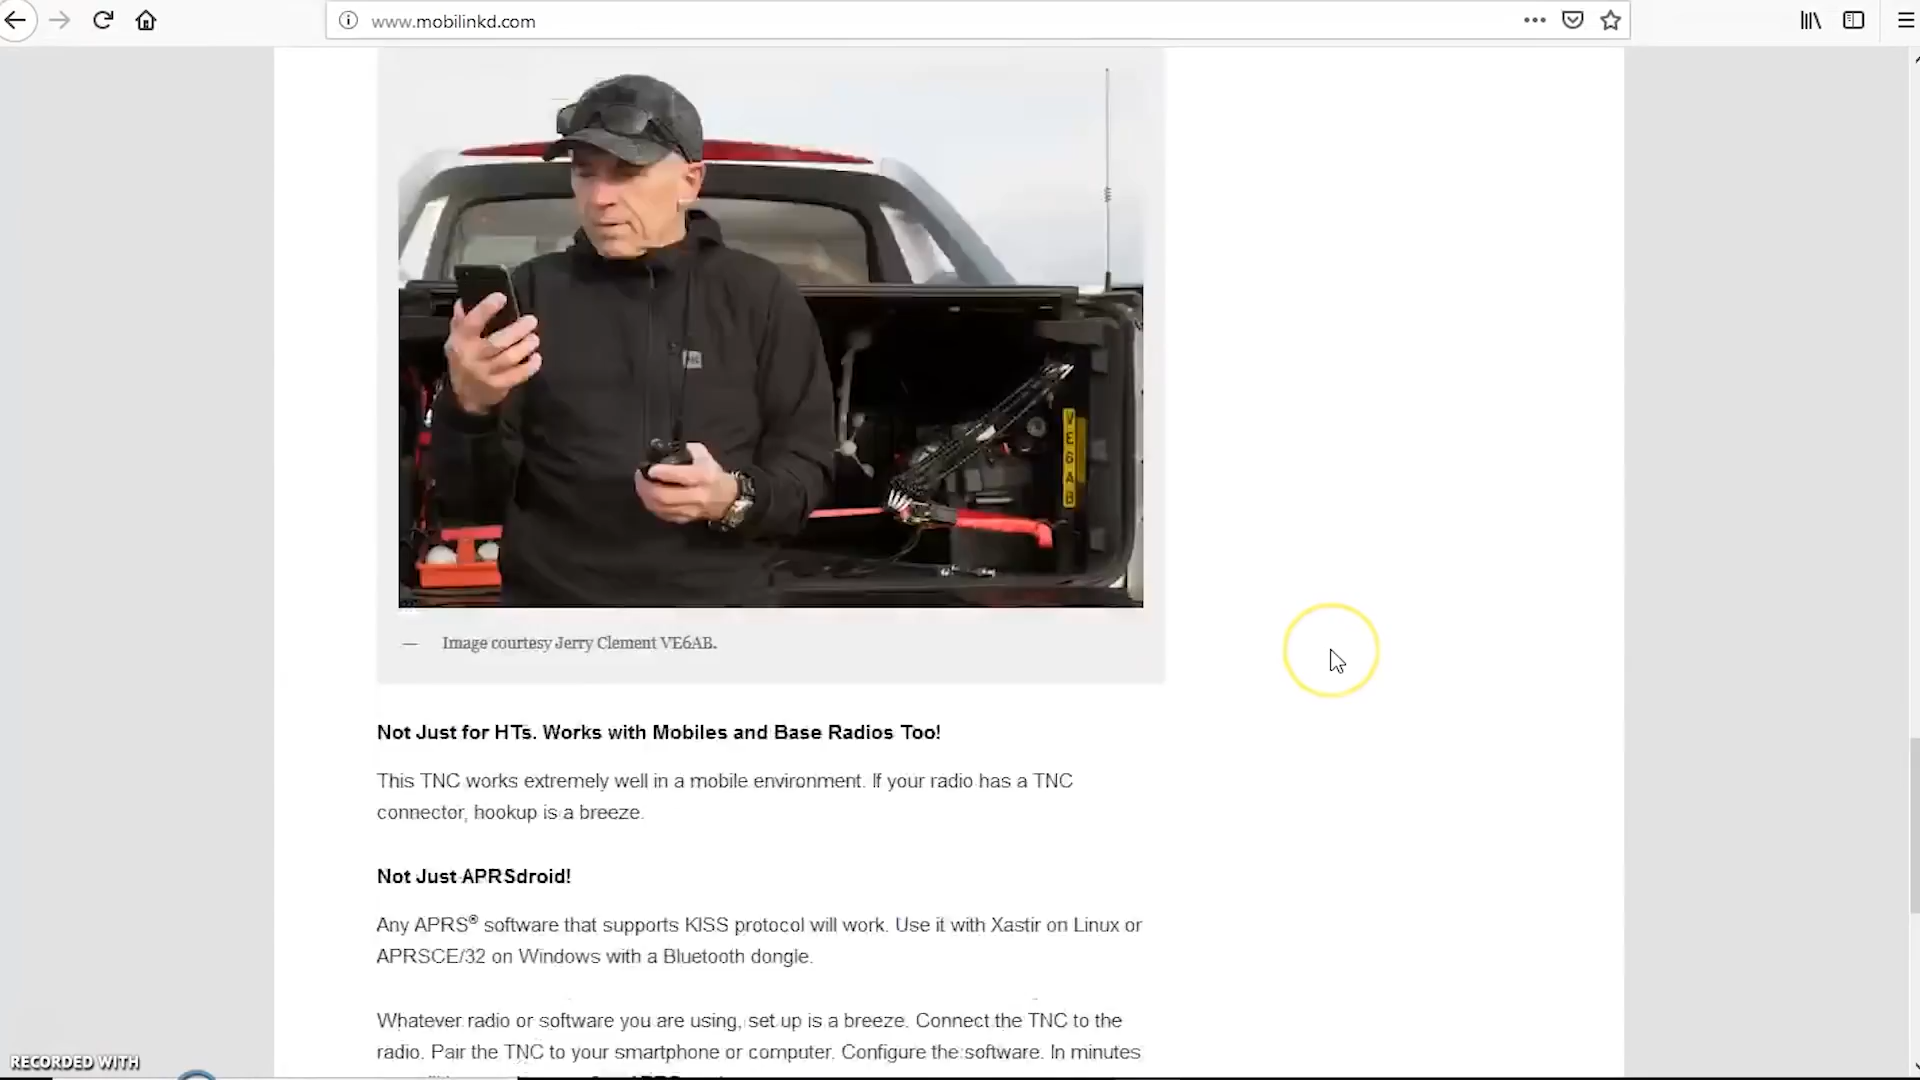 www.mobilinkd.com
VE6AB
— Image courtesy Jerry Clement VE6AB.
Not Just for HTs. Works with Mobiles and Base Radios Too!
This TNC works extremely well in a mobile environment. If your radio has a TNC
connector, hookup is a breeze.
Not Just APRSdroid!
Any APRS® software that supports KISS protocol will work. Use it with Xastir on Linux or
APRSCE/32 on Windows with a Bluetooth dongle.
Whatever radio or software you are using, set up is a breeze. Connect the TNC to the
radio. Pair the TNC to your smartphone or computer. Configure the software. In minutes
RECORDED WITH